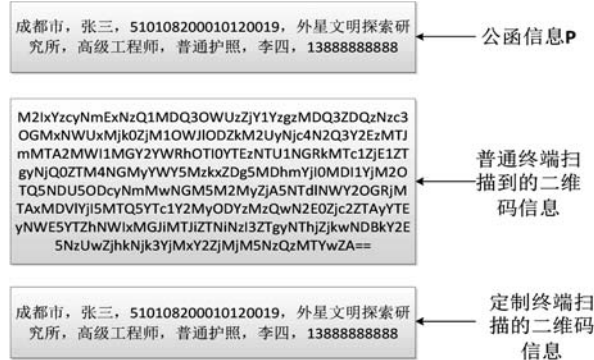 成都市，张三，510108200010120019，外星文明探索研
究所，高级工程师，普通护照，李四，13888888888
公函信息P
M2IxYzcyNmExNzQ1MDQ3OWUzZjY1YzgzMDQ3ZDQzNzc3
OGMxNWUxMjk0ZjM1OWJlODZkM2UyNjc4N2Q3Y2EzMTJ
mMTA2MWI1MGY2YWRhOTI0YTEzNTU1NGRkMTc1ZjE1ZT
gyNjQ0ZTM4NGMyYWY5MzkxZDg5MDhmYjI0MDI1YjM2O
TQ5NDU5ODcyNmMwNGM5M2MyZjA5NTdlNWY2OGRjM
TAxMDVlYjI5MTQ5YTc1Y2MyODYzMzQwN2E0Zjc2ZTAyYTE
yNWE5YTZhNWIxMGJiMTJiZTNiNzI3ZTgyNThjZjkwNDBkY2E
5NzUwZjhkNjk3YjMxY2ZjMjM5NzQzMTYwZA==
普通终端扫
描到的二维
码信息
成都市，张三，510108200010120019，外星文明探索研
究所，高级工程师，普通护照，李四，13888888888
定制终端扫
描的二维码
信息